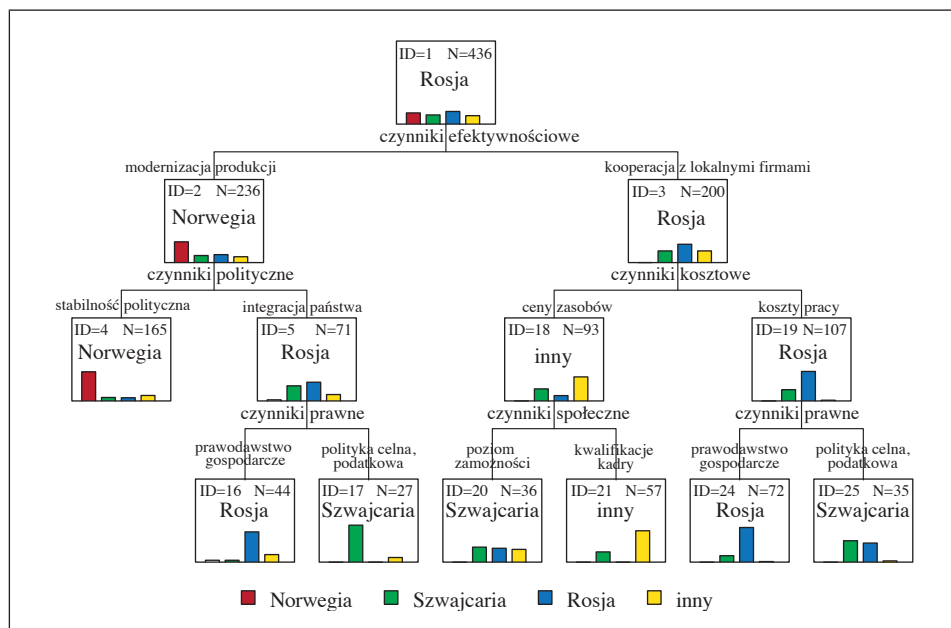 ID=1 N=436
Rosja
czynniki efektywnościowe
modernizacja produkcji
kooperacja z lokalnymi firmami
ID=2 N=236
Norwegia
czynniki polityczne
ID=3 N=200
Rosja
czynniki kosztowe
stabilność polityczna
integracja państwa
ceny zasobów
koszty pracy
ID=4 N=165
Norwegia
ID=5 N=71
Rosja
czynniki prawne
ID=18 N=93
inny
czynniki społeczne
ID=19 N=107
Rosja
czynniki prawne
prawodawstwo
gospodarcze
polityka celna,
podatkowa
poziom
zamożności
kwalifikacje
kadry
prawodawstwo
gospodarcze
polityka celna,
podatkowa
ID=16 N=44
Rosja
ID=17 N=27
Szwajcaria
ID=20 N=36
Szwajcaria
ID=21 N=57
inny
ID=24 N=72
Rosja
ID=25 N=35
Szwajcaria
Norwegia Szwajcaria Rosja inny